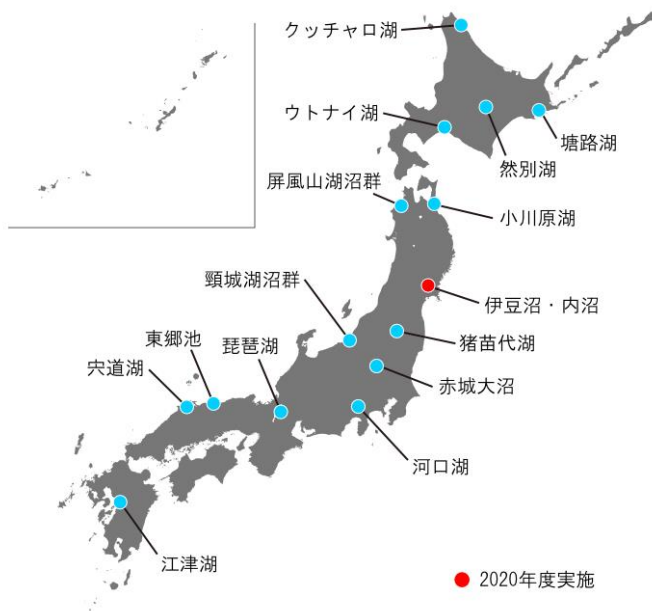 クッチャロ湖
ウトナイ湖
塘路湖
然別湖
屏風山湖沼群
小川原湖
頸城湖沼群
伊豆沼・内沼
東郷池
琵琶湖
猪苗代湖
宍道湖
赤城大沼
河口湖
江津湖
2020年度実施